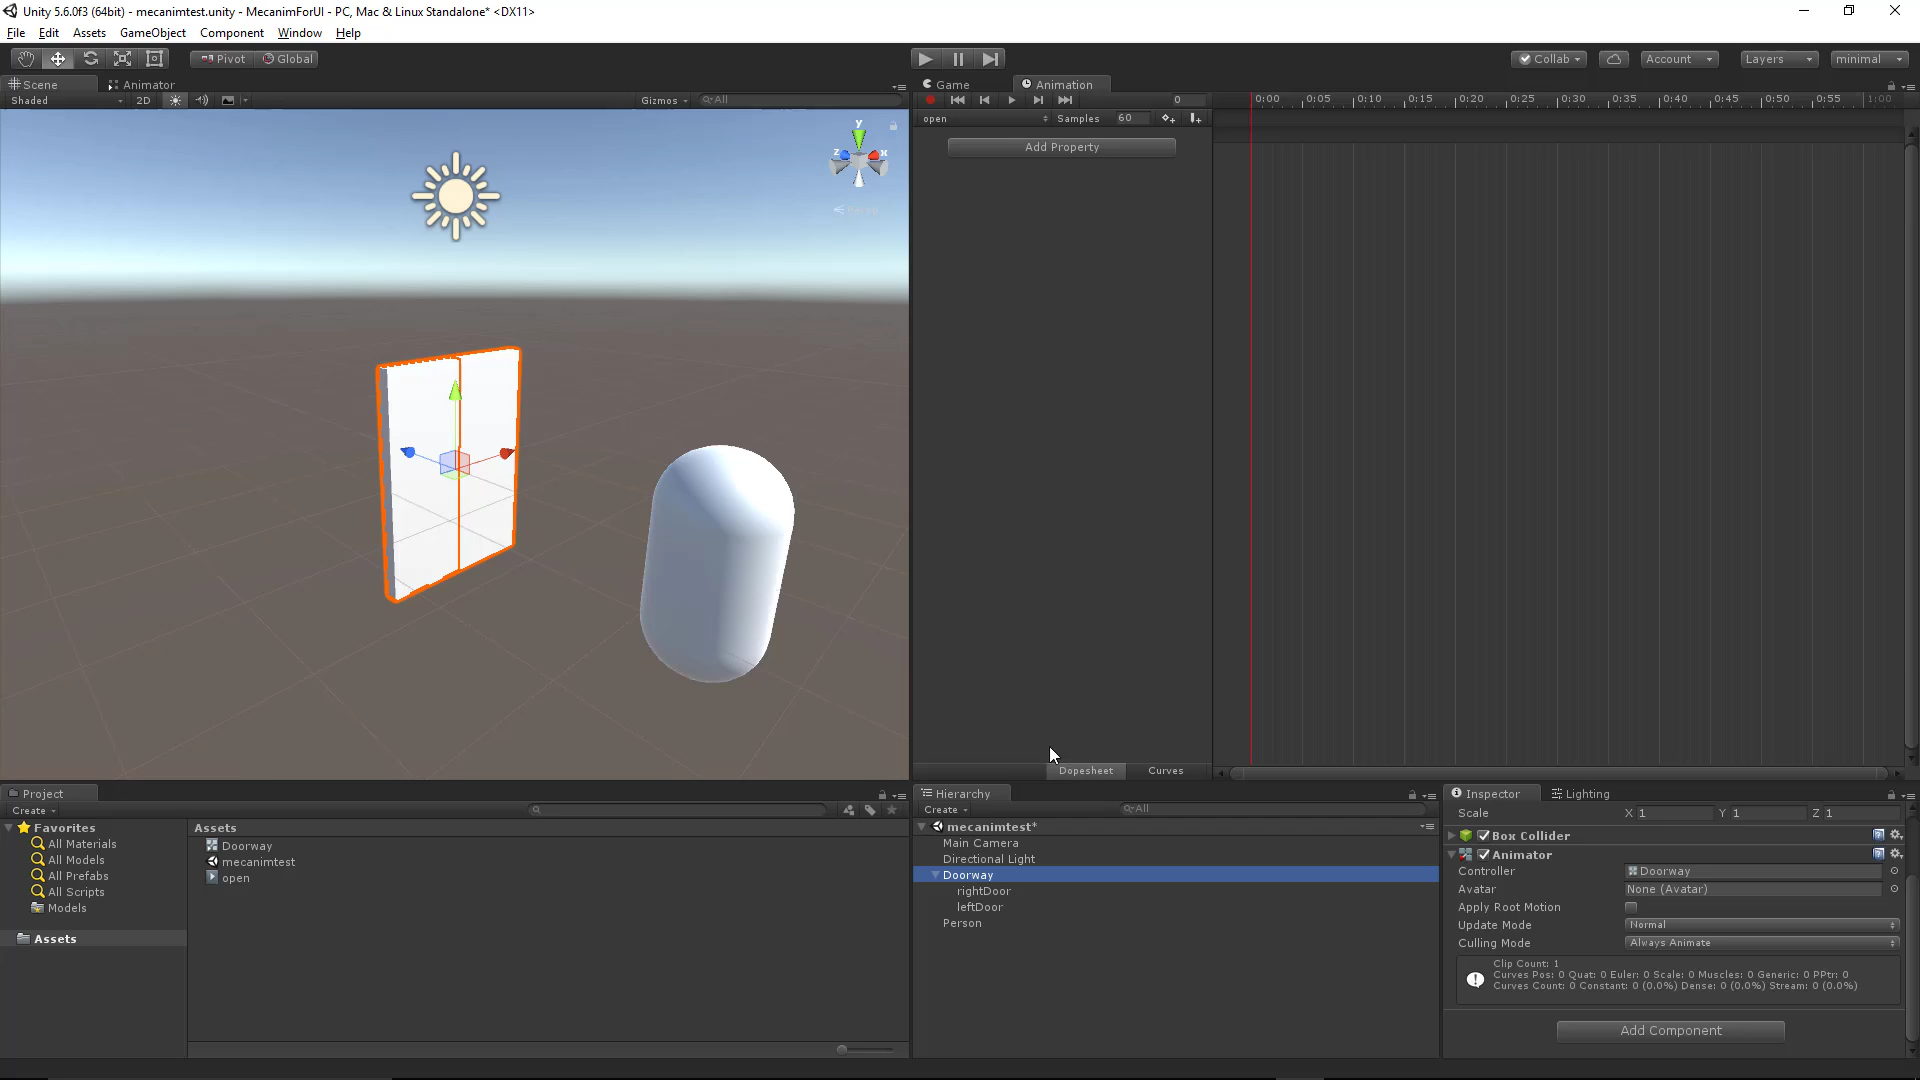 Unity 5.6.0f3 (64bit) - mecanimtest.unity - MecanimForUI - PC, Mac & Linux Standalone* <DX11>
File Edit Assets GameObject Component Window Help
Pivot Global Collab Account Layers minimal
Scene Animator
Shaded 2D Gizmos All
y
z x
Persp
Game Animation
0 0:00 0:05 0:10 0:15 0:20 0:25 0:30 0:35 0:40 0:45 0:50 0:55 1:00
open Samples 60
Add Property
Dopesheet Curves
Project
Create
Favorites
All Materials
All Models
All Prefabs
All Scripts
Models
Assets
Assets
Doorway
mecanimtest
open
Hierarchy
Create All
mecanimtest*
Main Camera
Directional Light
Doorway
rightDoor
leftDoor
Person
Inspector Lighting
Scale X 1 Y 1 Z 1
Box Collider
Animator
Controller Doorway
Avatar None (Avatar)
Apply Root Motion
Update Mode Normal
Culling Mode Always Animate
Clip Count: 1
Curves Pos: 0 Quat: 0 Euler: 0 Scale: 0 Muscles: 0 Generic: 0 PPtr: 0
Curves Count: 0 Constant: 0 (0.0%) Dense: 0 (0.0%) Stream: 0 (0.0%)
Add Component